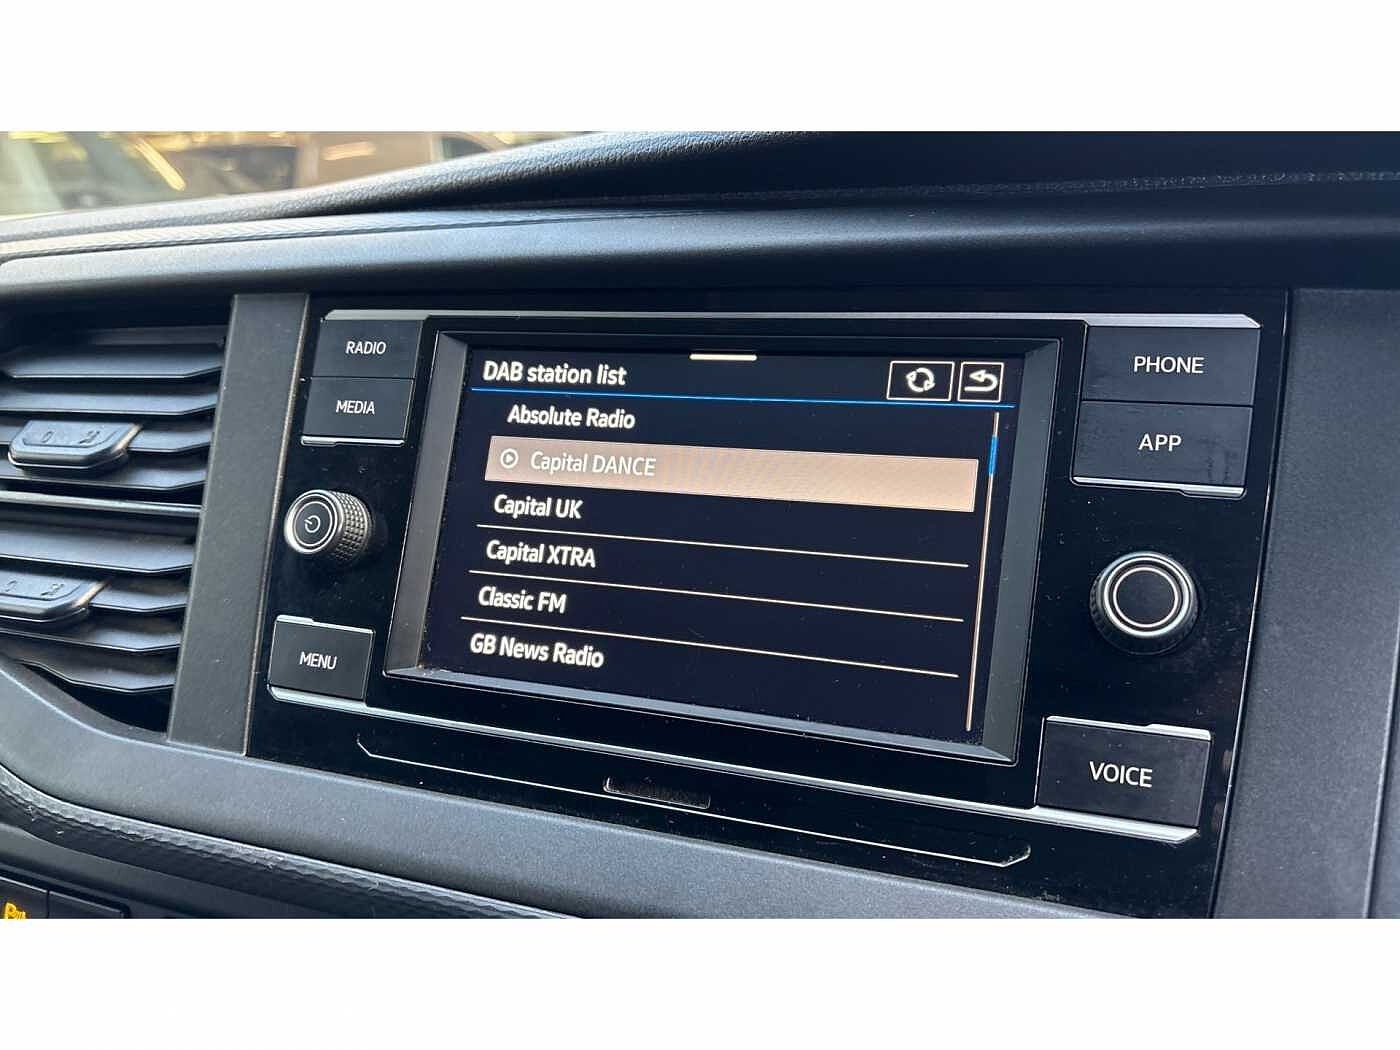 RADIO
MEDIA
MENU
DAB station list
Absolute Radio
Capital DANCE
Capital UK
Capital XTRA
Classic FM
GB News Radio
PHONE
APP
VOICE